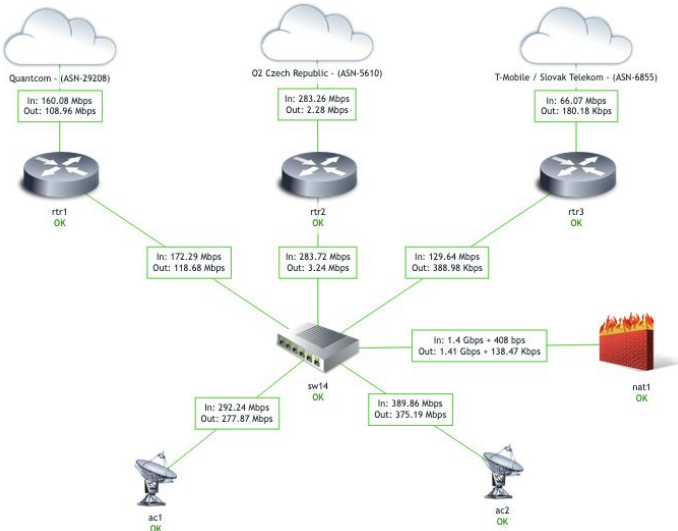 Quantcom - (ASN-29208)
O2 Czech Republic - (ASN-5610)
T-Mobile / Slovak Telekom - (ASN-6855)
In: 160.08 Mbps
Out: 108.96 Mbps
In: 283.26 Mbps
Out: 2.28 Mbps
In: 66.07 Mbps
Out: 180.18 Kbps
rtr1
OK
rtr2
OK
rtr3
OK
In: 172.29 Mbps
Out: 118.68 Mbps
In: 283.72 Mbps
Out: 3.24 Mbps
In: 129.64 Mbps
Out: 388.98 Kbps
In: 1.4 Gbps + 408 bps
Out: 1.41 Gbps + 138.47 Kbps
sw14
OK
nat1
OK
In: 292.24 Mbps
Out: 277.87 Mbps
In: 389.86 Mbps
Out: 375.19 Mbps
ac1
OK
ac2
OK